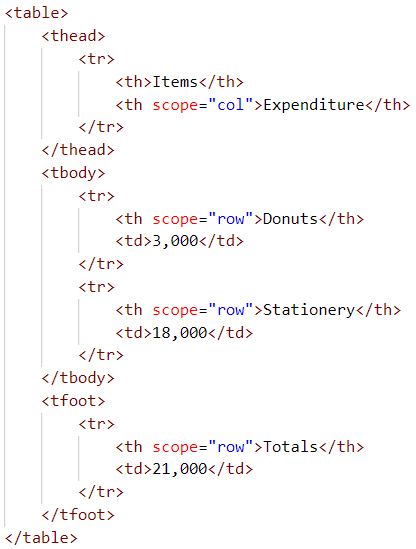 <table>
    <thead>
        <tr>
            <th>Items</th>
            <th scope="col">Expenditure</th>
        </tr>
    </thead>
    <tbody>
        <tr>
            <th scope="row">Donuts</th>
            <td>3,000</td>
        </tr>
        <tr>
            <th scope="row">Stationery</th>
            <td>18,000</td>
        </tr>
    </tbody>
    <tfoot>
        <tr>
            <th scope="row">Totals</th>
            <td>21,000</td>
        </tr>
    </tfoot>
</table>